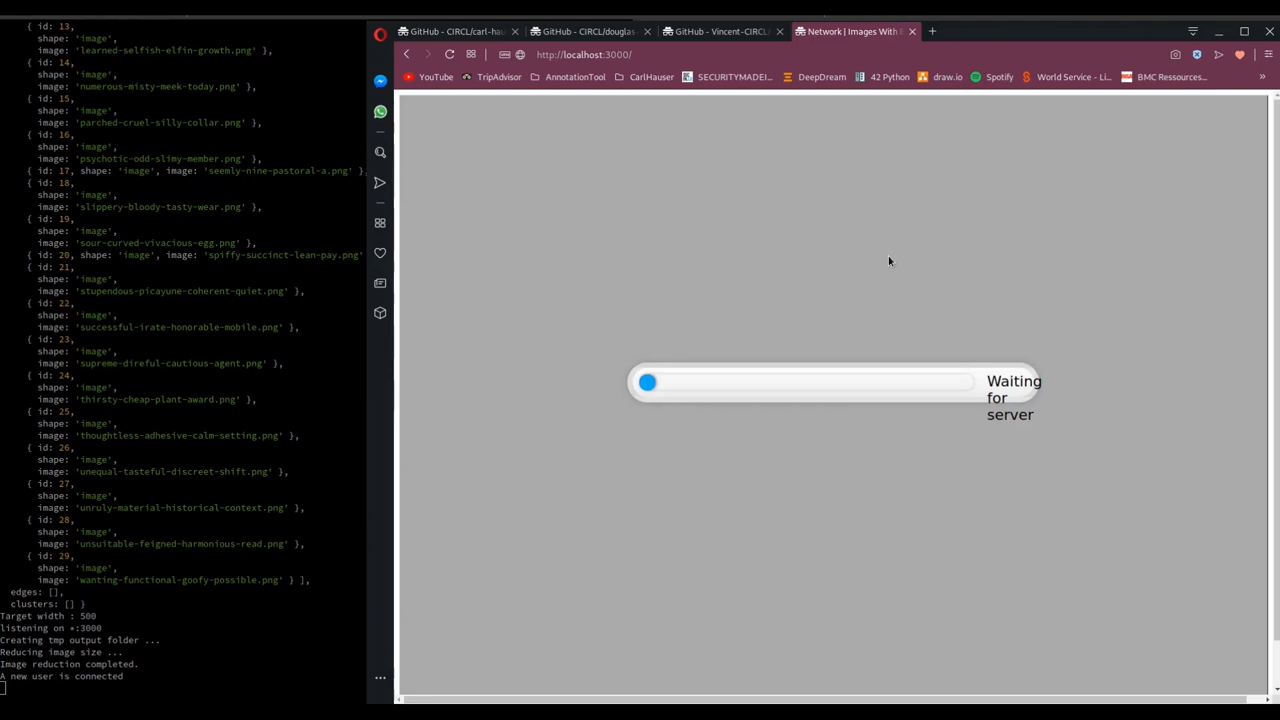 { id: 13,
shape: 'image',
image: 'learned-selfish-elfin-growth.png' },
{ id: 14,
shape: 'image',
image: 'numerous-misty-meek-today.png' },
{ id: 15,
shape: 'image',
image: 'parched-cruel-silly-collar.png' },
{ id: 16,
shape: 'image',
image: 'psychotic-odd-slimy-member.png' },
{ id: 17, shape: 'image', image: 'seemly-nine-pastoral-a.png' },
{ id: 18,
shape: 'image',
image: 'slippery-bloody-tasty-wear.png' },
{ id: 19,
shape: 'image',
image: 'sour-curved-vivacious-egg.png' },
{ id: 20, shape: 'image', image: 'spiffy-succinct-lean-pay.png'
{ id: 21,
shape: 'image',
image: 'stupendous-picayune-coherent-quiet.png' },
{ id: 22,
shape: 'image',
image: 'successful-irate-honorable-mobile.png' },
{ id: 23,
shape: 'image',
image: 'supreme-direful-cautious-agent.png' },
{ id: 24,
shape: 'image',
image: 'thirsty-cheap-plant-award.png' },
{ id: 25,
shape: 'image',
image: 'thoughtless-adhesive-calm-setting.png' },
{ id: 26,
shape: 'image',
image: 'unequal-tasteful-discreet-shift.png' },
{ id: 27,
shape: 'image',
image: 'unruly-material-historical-context.png' },
{ id: 28,
shape: 'image',
image: 'unsuitable-feigned-harmonious-read.png' },
{ id: 29,
shape: 'image',
image: 'wanting-functional-goofy-possible.png' } ],
edges: [],
clusters: [] }
Target width : 500
listening on *:3000
Creating tmp output folder ...
Reducing image size ...
Image reduction completed.
A new user is connected
GitHub - CIRCL/carl-hau GitHub - CIRCL/douglas- GitHub - Vincent-CIRCL/ Network | Images With B
http://localhost:3000/
YouTube TripAdvisor AnnotationTool CarlHauser SECURITYMADEI... DeepDream 42 Python draw.io Spotify World Service - Li... BMC Ressources... »
Waiting
for
server